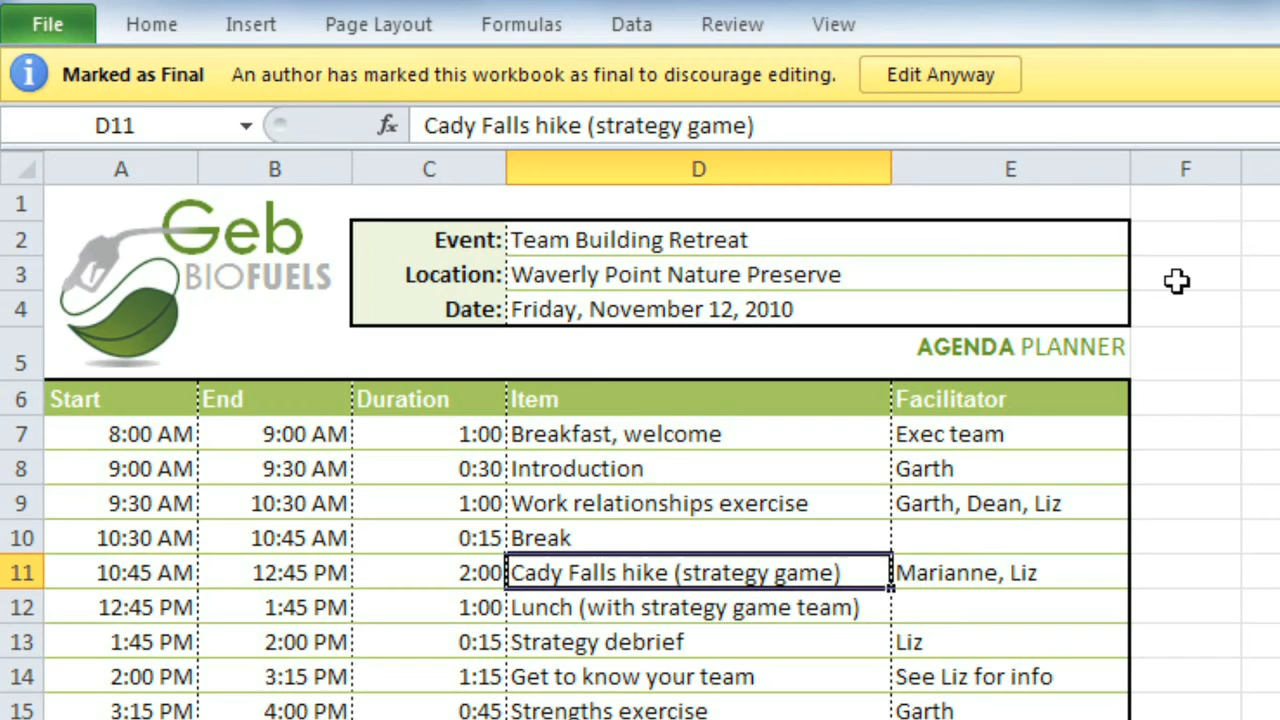 File Home Insert Page Layout Formulas Data Review View
Marked as Final An author has marked this workbook as final to discourage editing. Edit Anyway
D11 fx Cady Falls hike (strategy game)
A B C D E F
1
Geb
BIOFUELS
2 Event: Team Building Retreat
3 Location: Waverly Point Nature Preserve
4 Date: Friday, November 12, 2010
5 AGENDA PLANNER
6 Start End Duration Item Facilitator
7 8:00 AM 9:00 AM 1:00 Breakfast, welcome Exec team
8 9:00 AM 9:30 AM 0:30 Introduction Garth
9 9:30 AM 10:30 AM 1:00 Work relationships exercise Garth, Dean, Liz
10 10:30 AM 10:45 AM 0:15 Break
11 10:45 AM 12:45 PM 2:00 Cady Falls hike (strategy game) Marianne, Liz
12 12:45 PM 1:45 PM 1:00 Lunch (with strategy game team)
13 1:45 PM 2:00 PM 0:15 Strategy debrief Liz
14 2:00 PM 3:15 PM 1:15 Get to know your team See Liz for info
15 3:15 PM 4:00 PM 0:45 Strengths exercise Garth